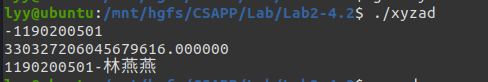 lyy@ubuntu:/mnt/hgfs/CSAPP/Lab/Lab2-4.2$ ./xyzad
-1190200501
330327206045679616.000000
1190200501-林燕燕